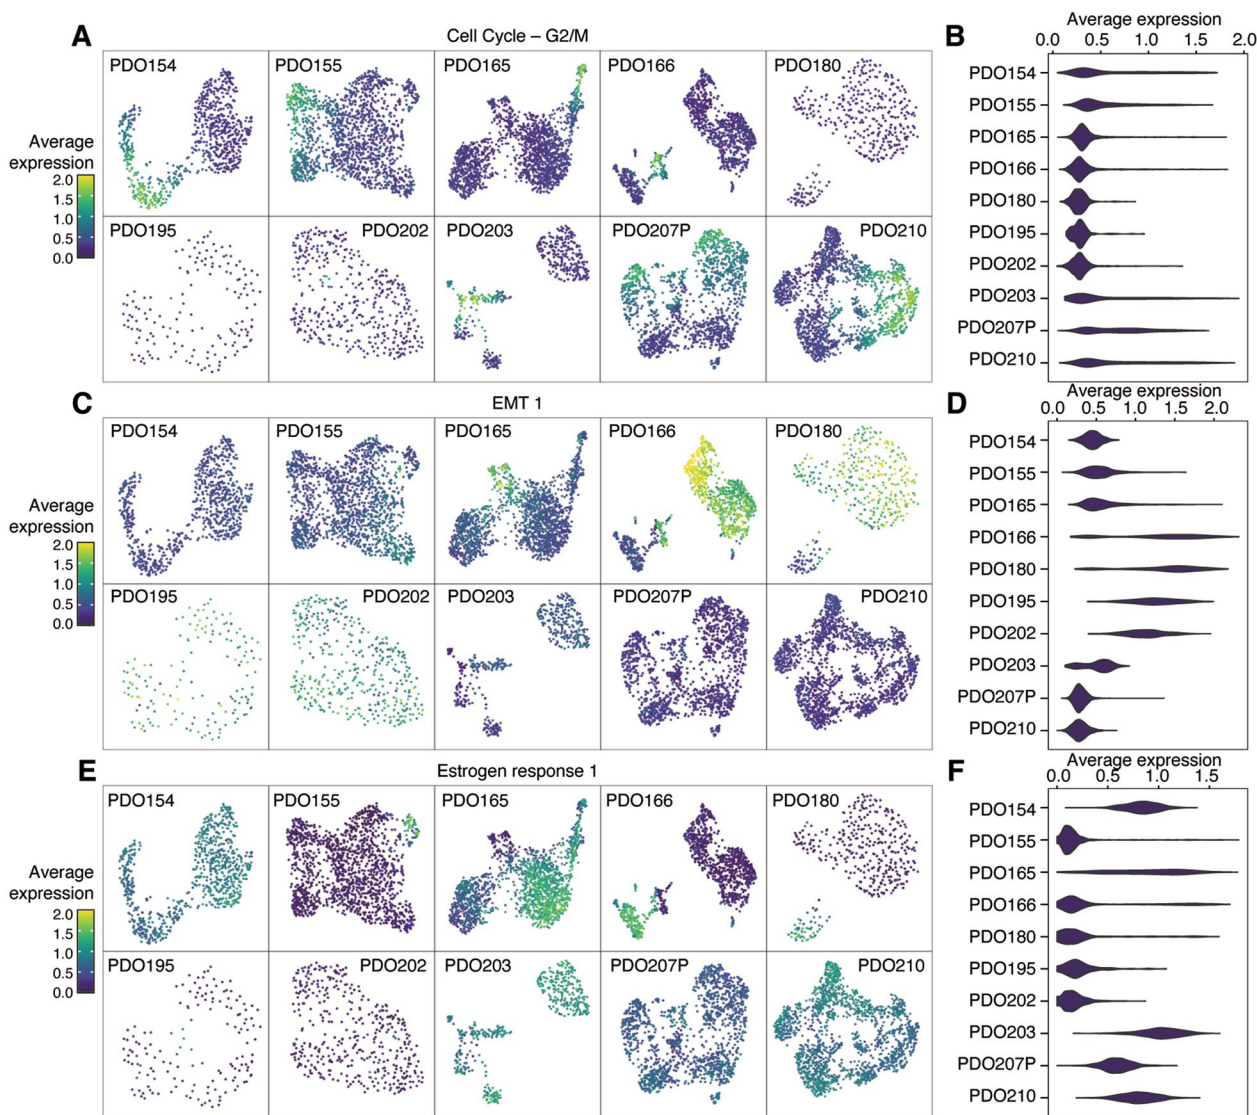 A
Cell Cycle – G2/M
PDO154
PDO155
PDO165
PDO166
PDO180
Average
expression
2.0
1.5
1.0
0.5
0.0
PDO195
PDO202
PDO203
PDO207P
PDO210
B
Average expression
0.0 0.5 1.0 1.5 2.0
PDO154
PDO155
PDO165
PDO166
PDO180
PDO195
PDO202
PDO203
PDO207P
PDO210
C
EMT 1
PDO154
PDO155
PDO165
PDO166
PDO180
Average
expression
2.0
1.5
1.0
0.5
0.0
PDO195
PDO202
PDO203
PDO207P
PDO210
D
Average expression
0.0 0.5 1.0 1.5 2.0
PDO154
PDO155
PDO165
PDO166
PDO180
PDO195
PDO202
PDO203
PDO207P
PDO210
E
Estrogen response 1
PDO154
PDO155
PDO165
PDO166
PDO180
Average
expression
2.0
1.5
1.0
0.5
0.0
PDO195
PDO202
PDO203
PDO207P
PDO210
F
Average expression
0.0 0.5 1.0 1.5
PDO154
PDO155
PDO165
PDO166
PDO180
PDO195
PDO202
PDO203
PDO207P
PDO210